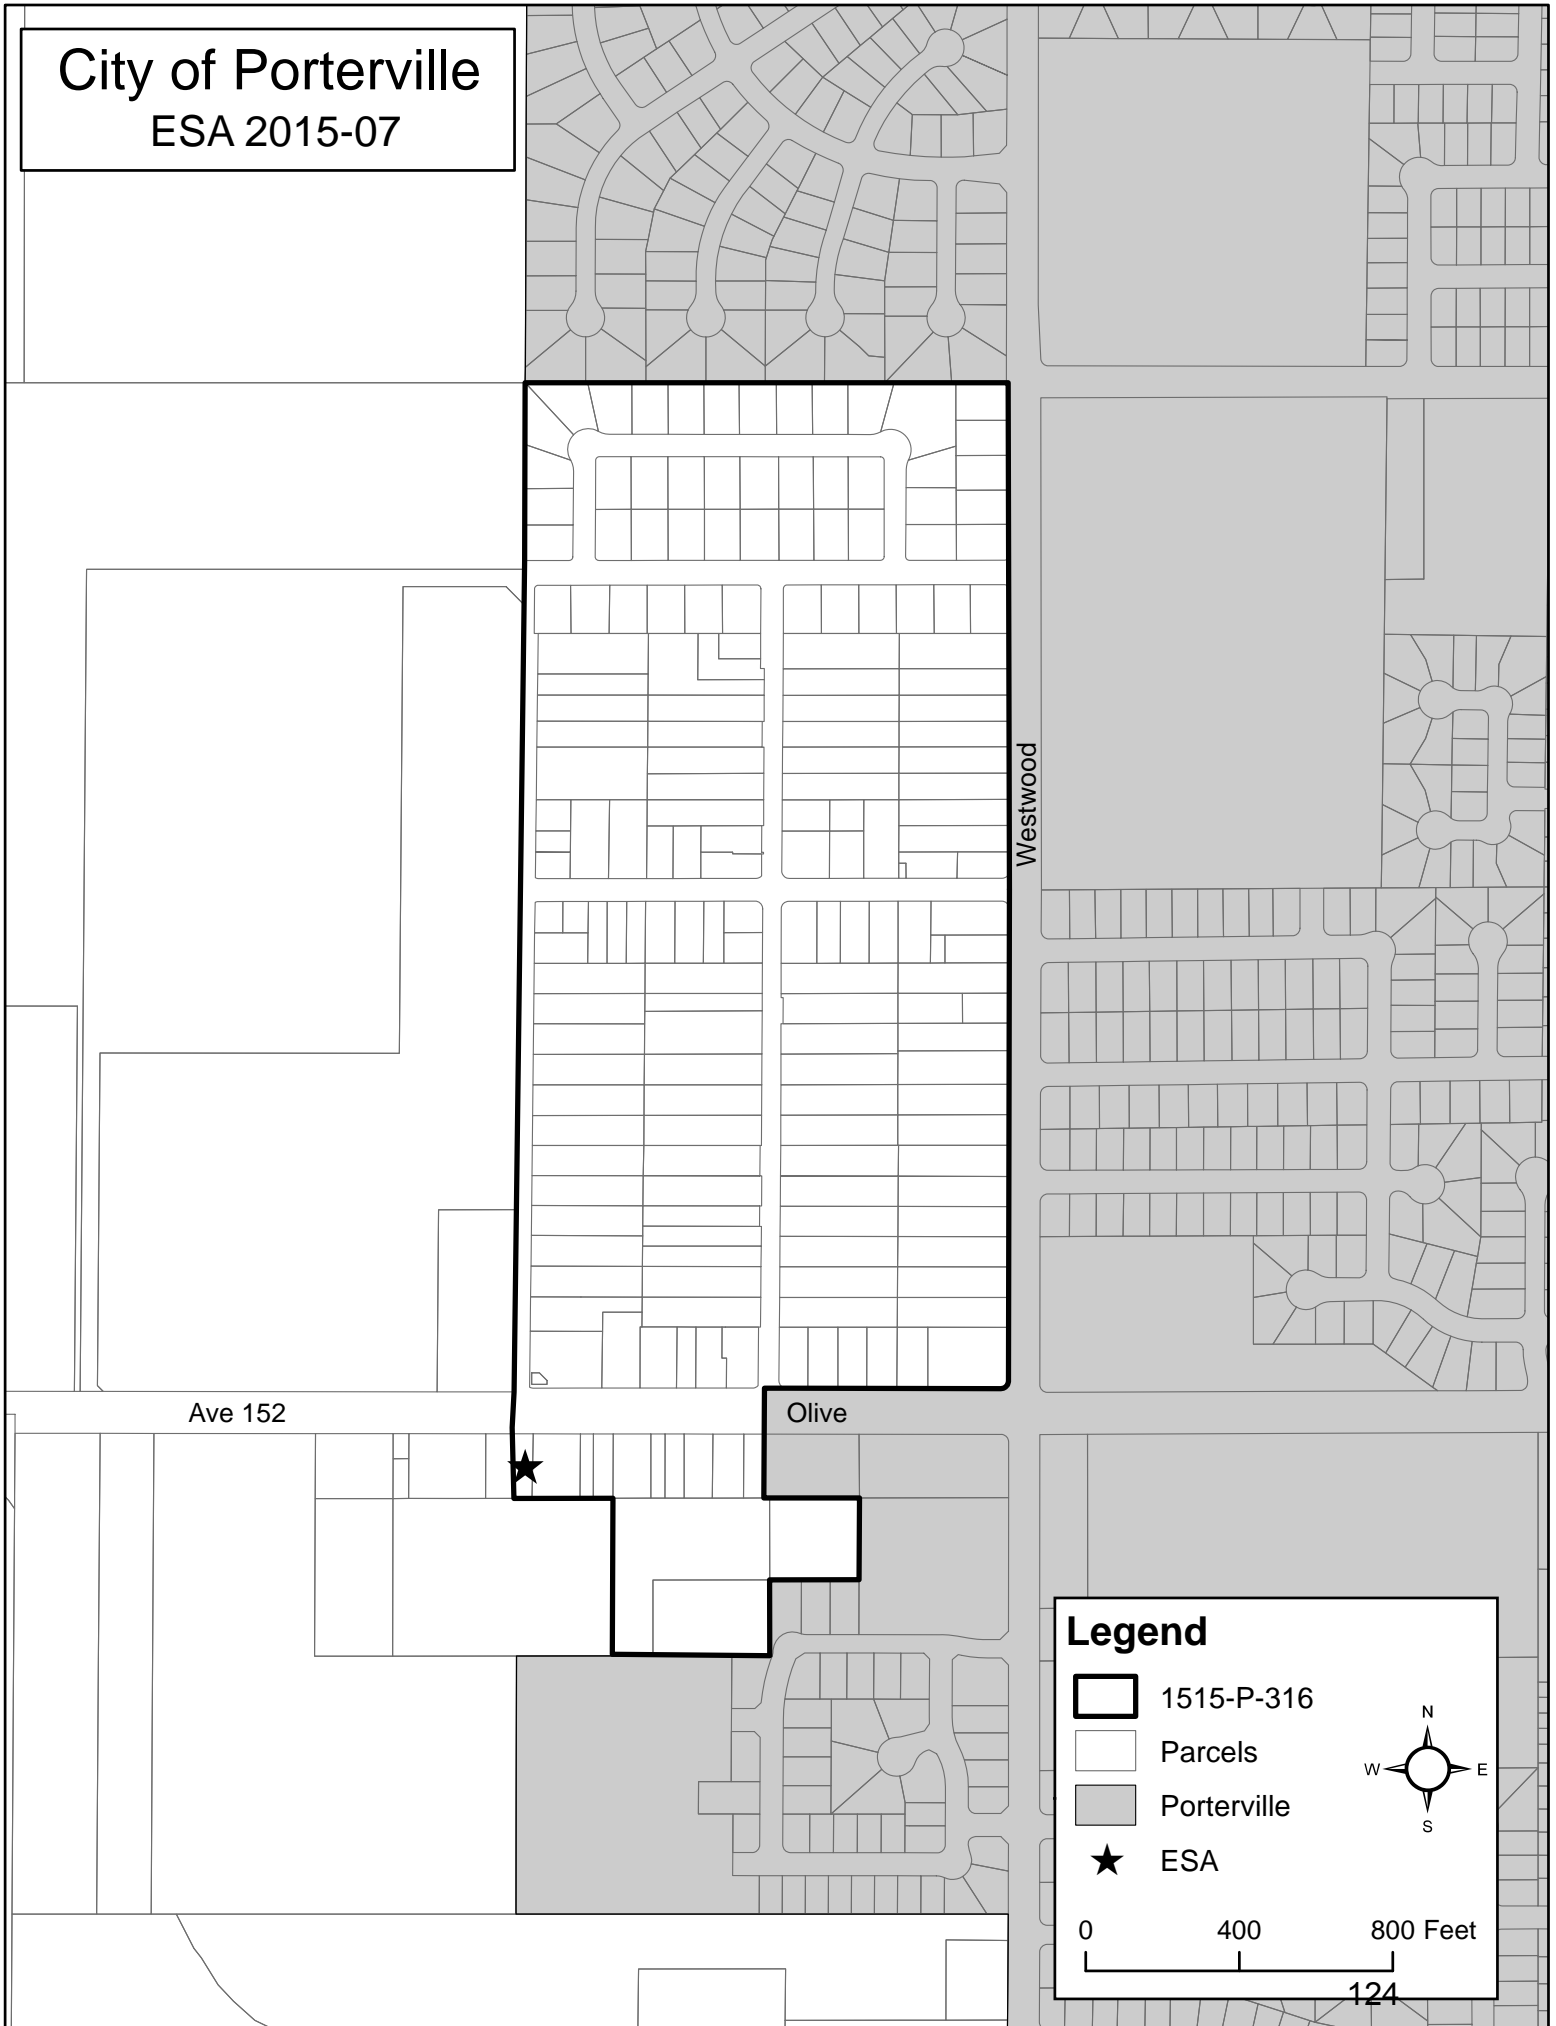 City of Porterville
ESA 2015-07
Westwood
Ave 152
Olive
Legend
1515-P-316
Parcels
Porterville
ESA
N
W
E
S
0 400 800 Feet
124